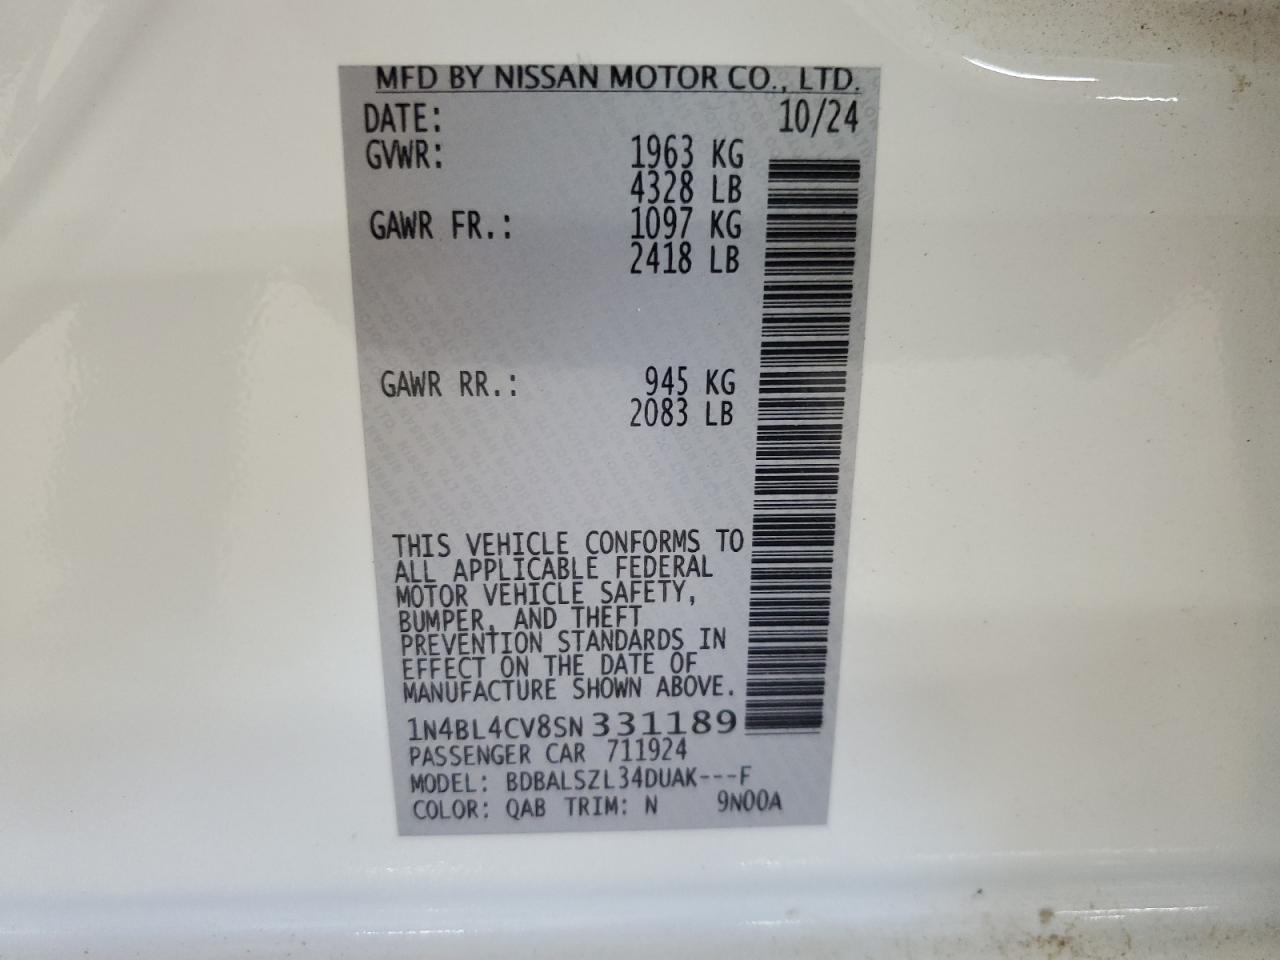 MFD BY NISSAN MOTOR CO., LTD.
DATE: 10/24
GVWR: 1963 KG
4328 LB
GAWR FR.: 1097 KG
2418 LB
GAWR RR.: 945 KG
2083 LB
THIS VEHICLE CONFORMS TO
ALL APPLICABLE FEDERAL
MOTOR VEHICLE SAFETY,
BUMPER, AND THEFT
PREVENTION STANDARDS IN
EFFECT ON THE DATE OF
MANUFACTURE SHOWN ABOVE.
1N4BL4CV8SN331189
PASSENGER CAR 711924
MODEL: BDBALSZL34DUAK---F
COLOR: QAB TRIM: N 9N00A